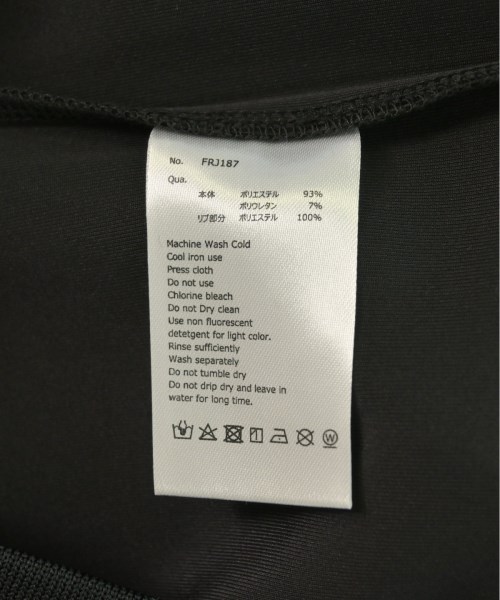 No. FRJ187
Qua.
本体 ポリエステル 93%
ポリウレタン 7%
リブ部分 ポリエステル 100%
Machine Wash Cold
Cool iron use
Press cloth
Do not use
Chlorine bleach
Do not Dry clean
Use non fluorescent
detetgent for light color.
Rinse sufficiently
Wash separately
Do not tumble dry
Do not drip dry and leave in
water for long time.
W